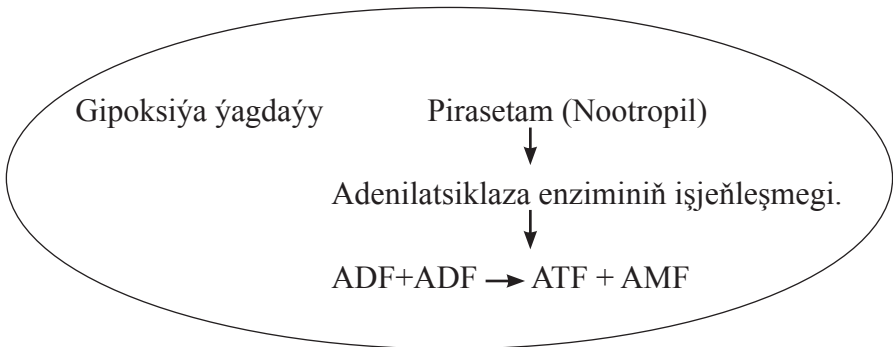 Gipoksiýa ýagdaýy Pirasetam (Nootropil)
Adenilatsiklaza enziminiň işjeňleşmegi.
ADF+ADF → ATF + AMF